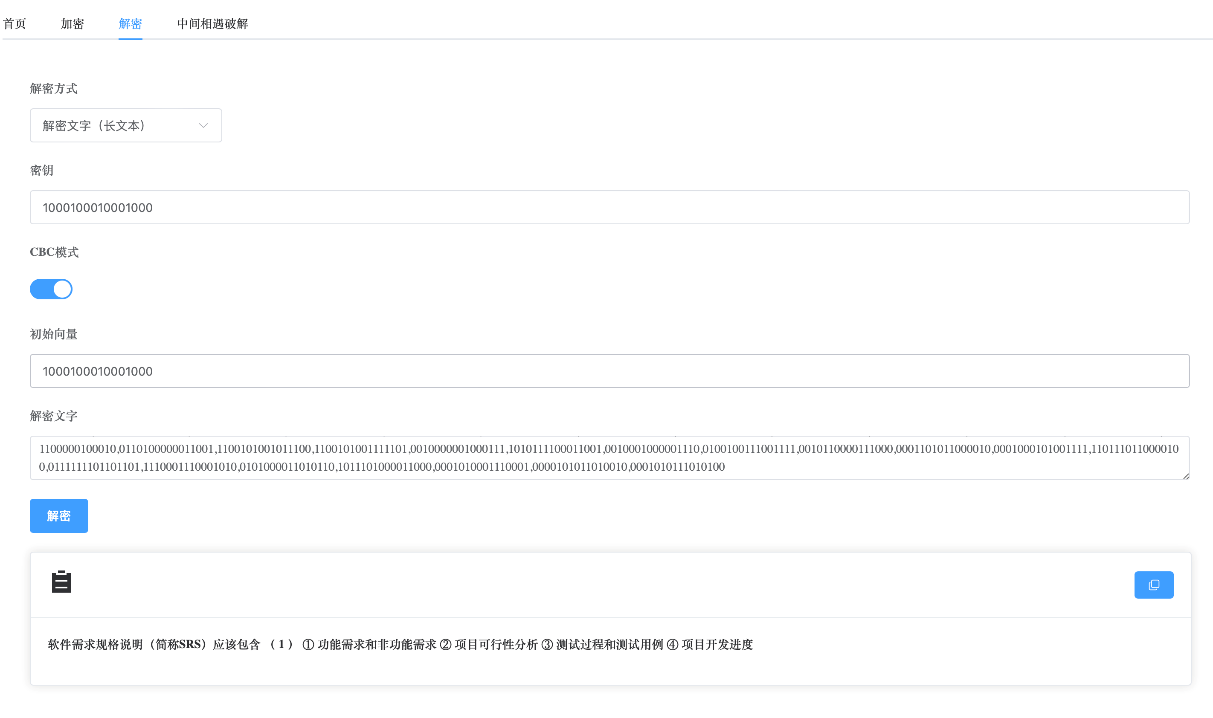 首页 加密 解密 中间相遇破解
解密方式
解密文字（长文本）
密钥
1000100010001000
CBC模式
初始向量
1000100010001000
解密文字
1100000100010,0110100000011001,1100101001011100,1100101001111101,0010000001000111,1010111100011001,0010001000001110,0100100111001111,0010110000111000,0001101011000010,0001000101001111,110111011000010
0,0111111101101101,1110001110001010,0101000011010110,1011101000011000,0001010001110001,0000101011010010,0001010111010100
解密
软件需求规格说明（简称SRS）应该包含 （ 1 ） ① 功能需求和非功能需求 ② 项目可行性分析 ③ 测试过程和测试用例 ④ 项目开发进度